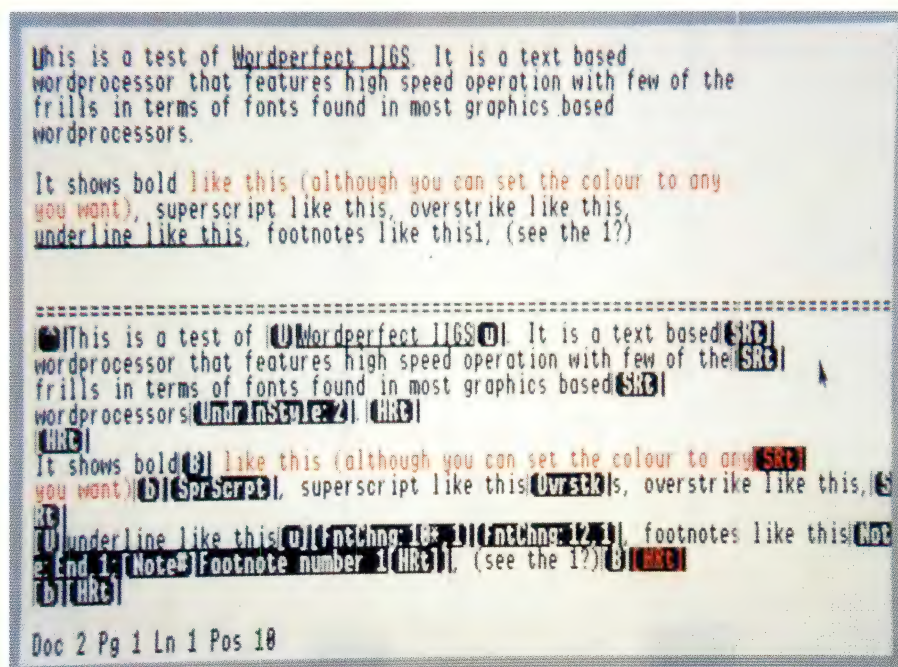 This is a test of Wordperfect IIGS. It is a text based
wordprocessor that features high speed operation with few of the
frills in terms of fonts found in most graphics based
wordprocessors.
It shows bold like this (although you can set the colour to any
you want), superscript like this, overstrike like this,
underline like this, footnotes like this1, (see the 1?)
[^]This is a test of [U]Wordperfect IIGS[u]. It is a text based[SRt]
wordprocessor that features high speed operation with few of the[SRt]
frills in terms of fonts found in most graphics based[SRt]
wordprocessors[UndrlnStyle:2]. [HRt]
[HRt]
It shows bold[B] like this (although you can set the colour to any[SRt]
you want)[b][SprScrpt], superscript like this[Ovrstk]s, overstrike like this,[S
Rt]
[U]underline like this[u][FntChng:10*,1][FntChng:12,1], footnotes like this[Not
e:End 1;[Note#]Footnote number 1[HRt]], (see the 1?)[B][HRt]
[b][HRt]
Doc 2 Pg 1 Ln 1 Pos 10